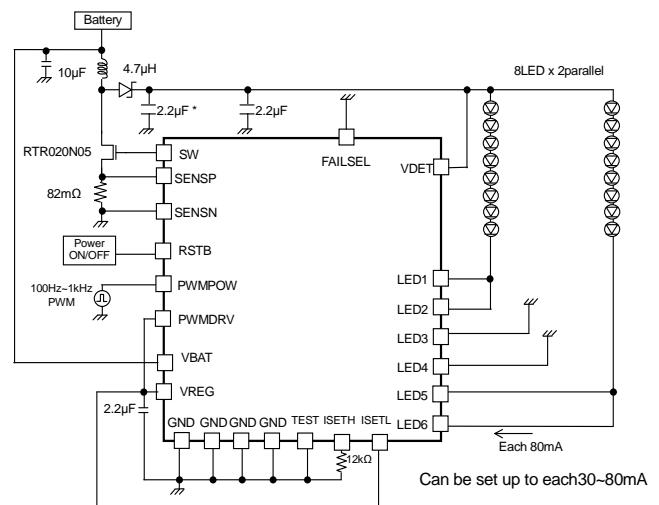 Battery
10μF
4.7μH
8LED x 2parallel
2.2μF *
2.2μF
RTR020N05
SW
FAILSEL
VDET
SENSP
82mΩ
SENSN
Power
ON/OFF
RSTB
LED1
100Hz~1kHz
PWM
PWMPOW
LED2
PWMDRV
LED3
VBAT
LED4
VREG
LED5
2.2μF
GND GND GND GND TEST ISETH ISETL
LED6
12kΩ
Each 80mA
Can be set up to each30~80mA